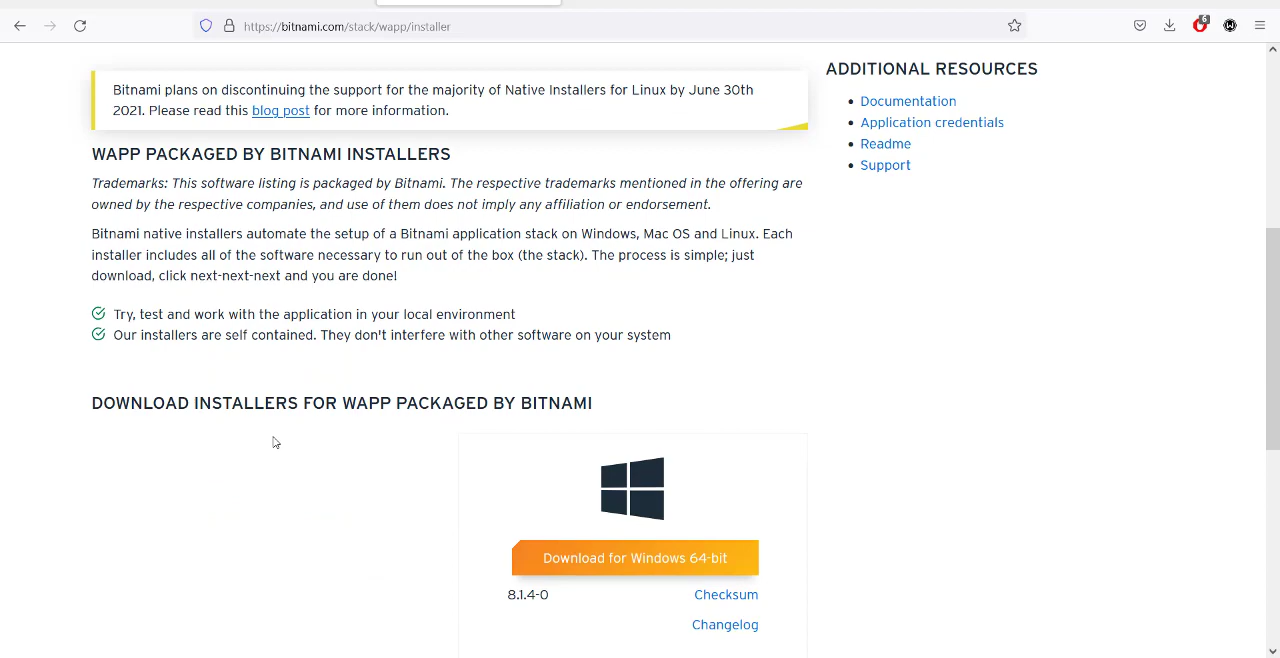 https://bitnami.com/stack/wapp/installer
6
Bitnami plans on discontinuing the support for the majority of Native Installers for Linux by June 30th
2021. Please read this blog post for more information.
WAPP PACKAGED BY BITNAMI INSTALLERS
Trademarks: This software listing is packaged by Bitnami. The respective trademarks mentioned in the offering are
owned by the respective companies, and use of them does not imply any affiliation or endorsement.
Bitnami native installers automate the setup of a Bitnami application stack on Windows, Mac OS and Linux. Each
installer includes all of the software necessary to run out of the box (the stack). The process is simple; just
download, click next-next-next and you are done!
Try, test and work with the application in your local environment
Our installers are self contained. They don't interfere with other software on your system
DOWNLOAD INSTALLERS FOR WAPP PACKAGED BY BITNAMI
Download for Windows 64-bit
8.1.4-0
Checksum
Changelog
ADDITIONAL RESOURCES
Documentation
Application credentials
Readme
Support